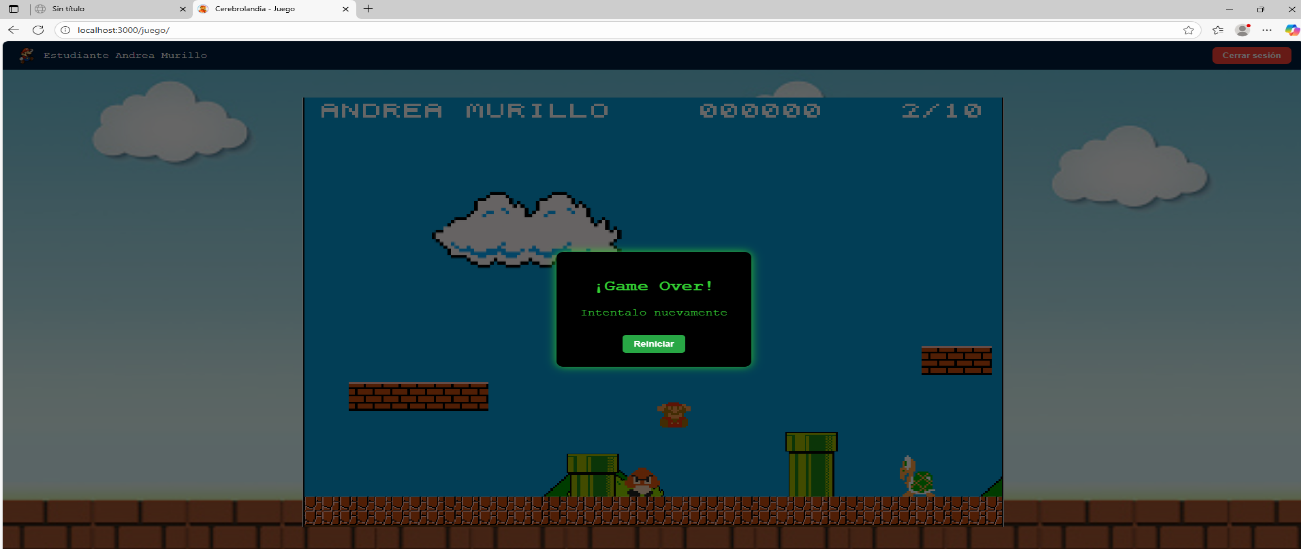 Sin título
Cerebrolandia - Juego
localhost:3000/juego/
Estudiante Andrea Murillo
Cerrar sesión
ANDREA MURILLO 000000 2/10
¡Game Over!
Intentalo nuevamente
Reiniciar